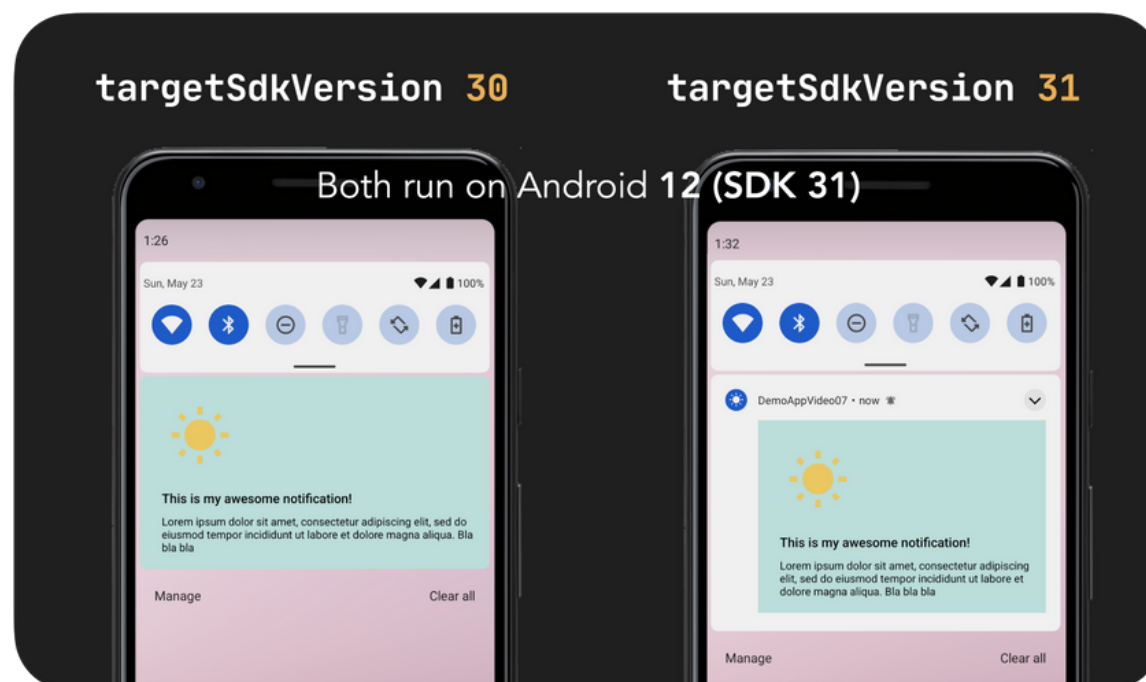 targetSdkVersion 30
targetSdkVersion 31
Both run on Android 12 (SDK 31)
1:26
Sun, May 23
100%
This is my awesome notification!
Lorem ipsum dolor sit amet, consectetur adipiscing elit, sed do
eiusmod tempor incididunt ut labore et dolore magna aliqua. Bla
bla bla
Manage
Clear all
1:32
Sun, May 23
100%
DemoAppVideo07 • now
This is my awesome notification!
Lorem ipsum dolor sit amet, consectetur adipiscing
elit, sed do eiusmod tempor incididunt ut labore et
dolore magna aliqua. Bla bla bla
Manage
Clear all